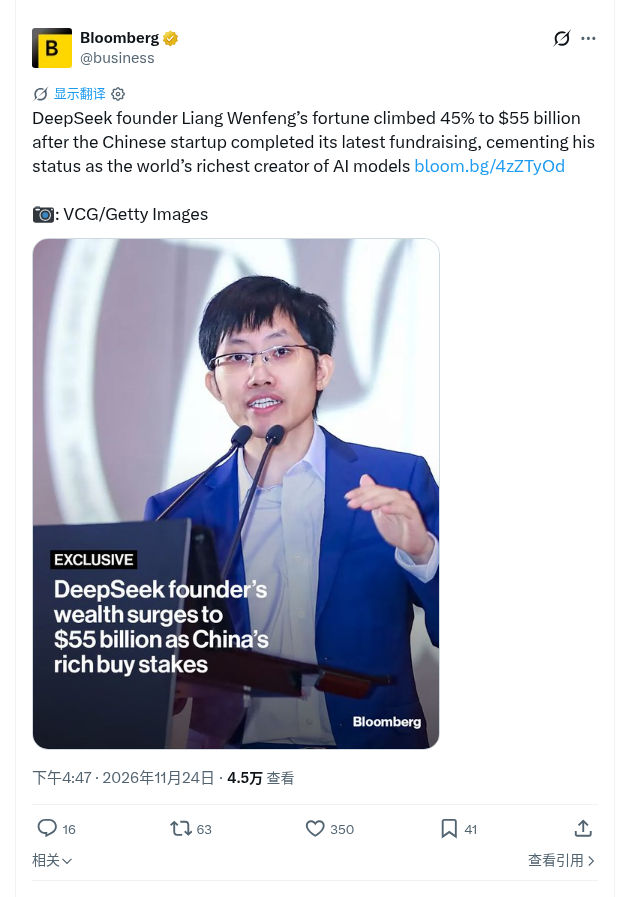 B
Bloomberg
@business
显示翻译
DeepSeek founder Liang Wenfeng’s fortune climbed 45% to $55 billion
after the Chinese startup completed its latest fundraising, cementing his
status as the world’s richest creator of AI models bloom.bg/4zZTyOd
📷: VCG/Getty Images
EXCLUSIVE
DeepSeek founder’s
wealth surges to
$55 billion as China’s
rich buy stakes
Bloomberg
下午4:47 · 2026年11月24日 · 4.5万 查看
16 63 350 41
相关 查看引用